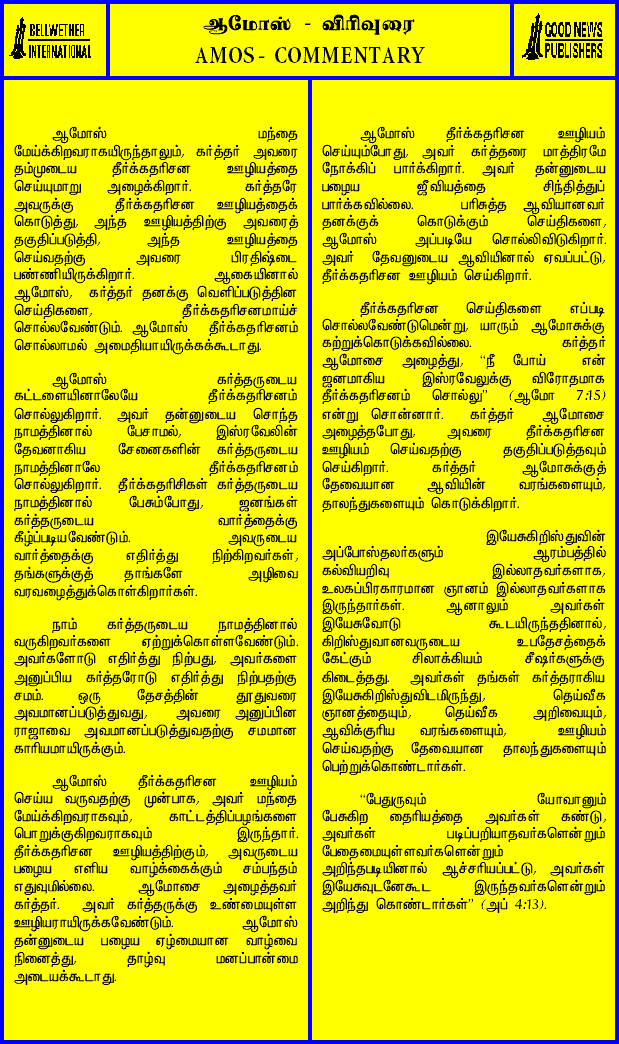 BELLWETHER
INTERNATIONAL
ஆமோஸ் - விரிவுரை
AMOS - COMMENTARY
GOOD NEWS
PUBLISHERS
ஆமோஸ் மந்தை
மேய்க்கிறவராகயிருந்தாலும், கர்த்தர் அவரை
தம்முடைய தீர்க்கதரிசன ஊழியத்தை
செய்யுமாறு அழைக்கிறார். கர்த்தரே
அவருக்கு தீர்க்கதரிசன ஊழியத்தைக்
கொடுத்து, அந்த ஊழியத்திற்கு அவரைத்
தகுதிப்படுத்தி, அந்த ஊழியத்தை
செய்வதற்கு அவரை பிரதிஷ்டை
பண்ணியிருக்கிறார். ஆகையினால்
ஆமோஸ், கர்த்தர் தனக்கு வெளிப்படுத்தின
செய்திகளை, தீர்க்கதரிசனமாய்ச்
சொல்லவேண்டும். ஆமோஸ் தீர்க்கதரிசனம்
சொல்லாமல் அமைதியாயிருக்கக்கூடாது.
ஆமோஸ் கர்த்தருடைய
கட்டளையினாலேயே தீர்க்கதரிசனம்
சொல்லுகிறார். அவர் தன்னுடைய சொந்த
நாமத்தினால் பேசாமல், இஸ்ரவேலின்
தேவனாகிய சேனைகளின் கர்த்தருடைய
நாமத்தினாலே தீர்க்கதரிசனம்
சொல்லுகிறார். தீர்க்கதரிசிகள் கர்த்தருடைய
நாமத்தினால் பேசும்போது, ஜனங்கள்
கர்த்தருடைய வார்த்தைக்கு
கீழ்ப்படியவேண்டும். அவருடைய
வார்த்தைக்கு எதிர்த்து நிற்கிறவர்கள்,
தங்களுக்குத் தாங்களே அழிவை
வரவழைத்துக்கொள்கிறார்கள்.
நாம் கர்த்தருடைய நாமத்தினால்
வருகிறவர்களை ஏற்றுக்கொள்ளவேண்டும்.
அவர்களோடு எதிர்த்து நிற்பது, அவர்களை
அனுப்பிய கர்த்தரோடு எதிர்த்து நிற்பதற்கு
சமம். ஒரு தேசத்தின் தூதுவரை
அவமானப்படுத்துவது, அவரை அனுப்பின
ராஜாவை அவமானப்படுத்துவதற்கு சமமான
காரியமாயிருக்கும்.
ஆமோஸ் தீர்க்கதரிசன ஊழியம்
செய்ய வருவதற்கு முன்பாக, அவர் மந்தை
மேய்க்கிறவராகவும், காட்டத்திப்பழங்களை
பொறுக்குகிறவராகவும் இருந்தார்.
தீர்க்கதரிசன ஊழியத்திற்கும், அவருடைய
பழைய எளிய வாழ்க்கைக்கும் சம்பந்தம்
எதுவுமில்லை. ஆமோசை அழைத்தவர்
கர்த்தர். அவர் கர்த்தருக்கு உண்மையுள்ள
ஊழியராயிருக்கவேண்டும். ஆமோஸ்
தன்னுடைய பழைய ஏழ்மையான வாழ்வை
நினைத்து, தாழ்வு மனப்பான்மை
அடையக்கூடாது.
ஆமோஸ் தீர்க்கதரிசன ஊழியம்
செய்யும்போது, அவர் கர்த்தரை மாத்திரமே
நோக்கிப் பார்க்கிறார். அவர் தன்னுடைய
பழைய ஜீவியத்தை சிந்தித்துப்
பார்க்கவில்லை. பரிசுத்த ஆவியானவர்
தனக்குக் கொடுக்கும் செய்திகளை,
ஆமோஸ் அப்படியே சொல்லிவிடுகிறார்.
அவர் தேவனுடைய ஆவியினால் ஏவப்பட்டு,
தீர்க்கதரிசன ஊழியம் செய்கிறார்.
தீர்க்கதரிசன செய்திகளை எப்படி
சொல்லவேண்டுமென்று, யாரும் ஆமோசுக்கு
கற்றுக்கொடுக்கவில்லை. கர்த்தர்
ஆமோசை அழைத்து, “நீ போய் என்
ஜனமாகிய இஸ்ரவேலுக்கு விரோதமாக
தீர்க்கதரிசனம் சொல்லு” (ஆமோ 7:15)
என்று சொன்னார். கர்த்தர் ஆமோசை
அழைத்தபோது, அவரை தீர்க்கதரிசன
ஊழியம் செய்வதற்கு தகுதிப்படுத்தவும்
செய்கிறார். கர்த்தர் ஆமோசுக்குத்
தேவையான ஆவியின் வரங்களையும்,
தாலந்துகளையும் கொடுக்கிறார்.
இயேசுகிறிஸ்துவின்
அப்போஸ்தலர்களும் ஆரம்பத்தில்
கல்வியறிவு இல்லாதவர்களாக,
உலகப்பிரகாரமான ஞானம் இல்லாதவர்களாக
இருந்தார்கள். ஆனாலும் அவர்கள்
இயேசுவோடு கூடயிருந்ததினால்,
கிறிஸ்துவானவருடைய உபதேசத்தைக்
கேட்கும் சிலாக்கியம் சீஷர்களுக்கு
கிடைத்தது. அவர்கள் தங்கள் கர்த்தராகிய
இயேசுகிறிஸ்துவிடமிருந்து, தெய்வீக
ஞானத்தையும், தெய்வீக அறிவையும்,
ஆவிக்குரிய வரங்களையும், ஊழியம்
செய்வதற்கு தேவையான தாலந்துகளையும்
பெற்றுக்கொண்டார்கள்.
“பேதுருவும் யோவானும்
பேசுகிற தைரியத்தை அவர்கள் கண்டு,
அவர்கள் படிப்பறியாதவர்களென்றும்
பேதைமையுள்ளவர்களென்றும்
அறிந்தபடியினால் ஆச்சரியப்பட்டு, அவர்கள்
இயேசுவுடனேகூட இருந்தவர்களென்றும்
அறிந்து கொண்டார்கள்” (அப் 4:13).